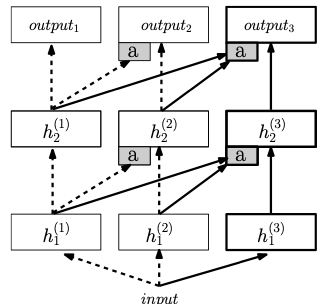 output₁ output₂ output₃
a a
h₂⁽¹⁾ h₂⁽²⁾ h₂⁽³⁾
a a
h₁⁽¹⁾ h₁⁽²⁾ h₁⁽³⁾
input